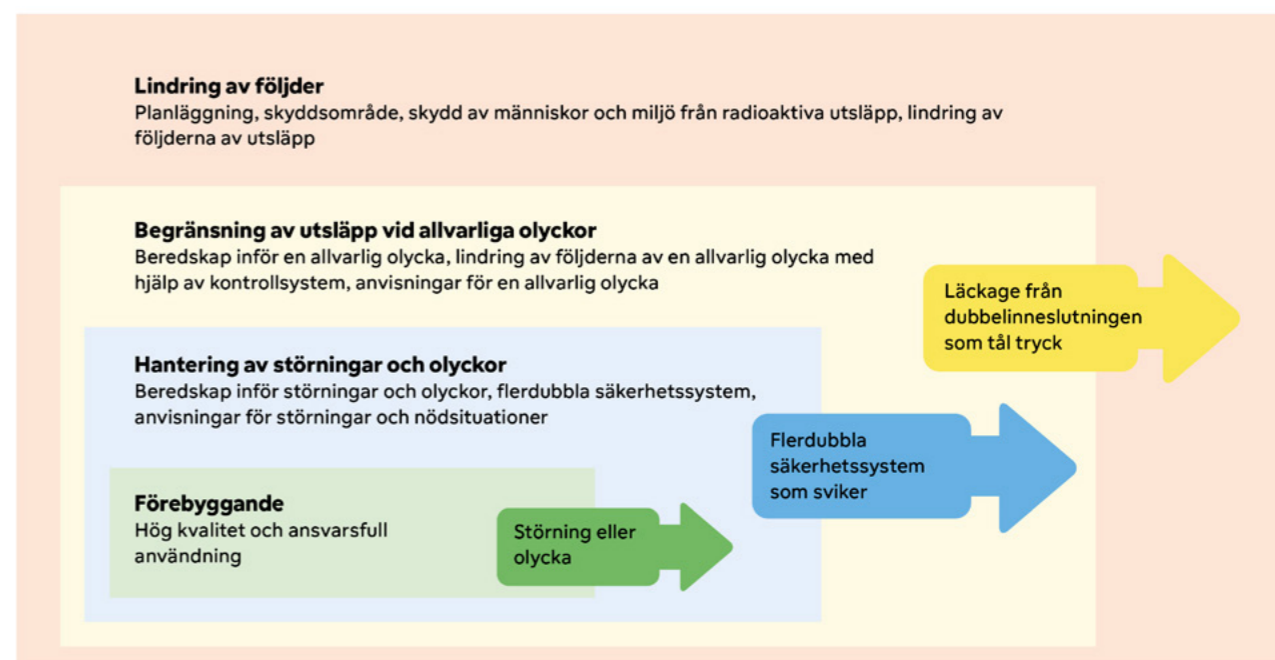 Lindring av följder
Planläggning, skyddsområde, skydd av människor och miljö från radioaktiva utsläpp, lindring av
följderna av utsläpp
Begränsning av utsläpp vid allvarliga olyckor
Beredskap inför en allvarlig olycka, lindring av följderna av en allvarlig olycka med
hjälp av kontrollsystem, anvisningar för en allvarlig olycka
Läckage från
dubbelinneslutningen
som tål tryck
Hantering av störningar och olyckor
Beredskap inför störningar och olyckor, flerdubbla säkerhetssystem,
anvisningar för störningar och nödsituationer
Flerdubbla
säkerhetssystem
som sviker
Förebyggande
Hög kvalitet och ansvarsfull
användning
Störning eller
olycka